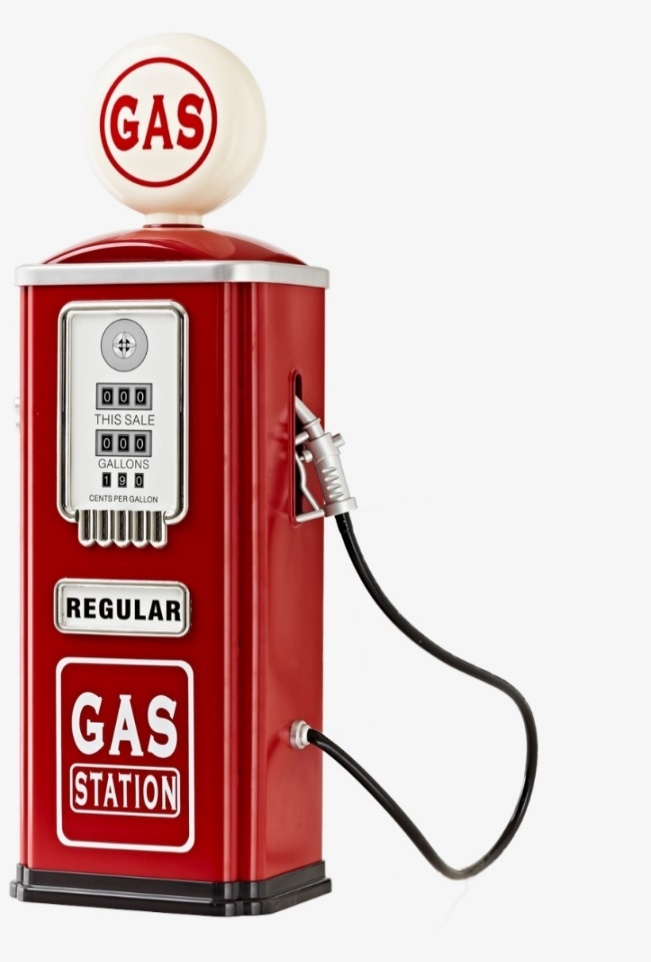 GAS
000
THIS SALE
000
GALLONS
190
CENTS PER GALLON
REGULAR
GAS
STATION